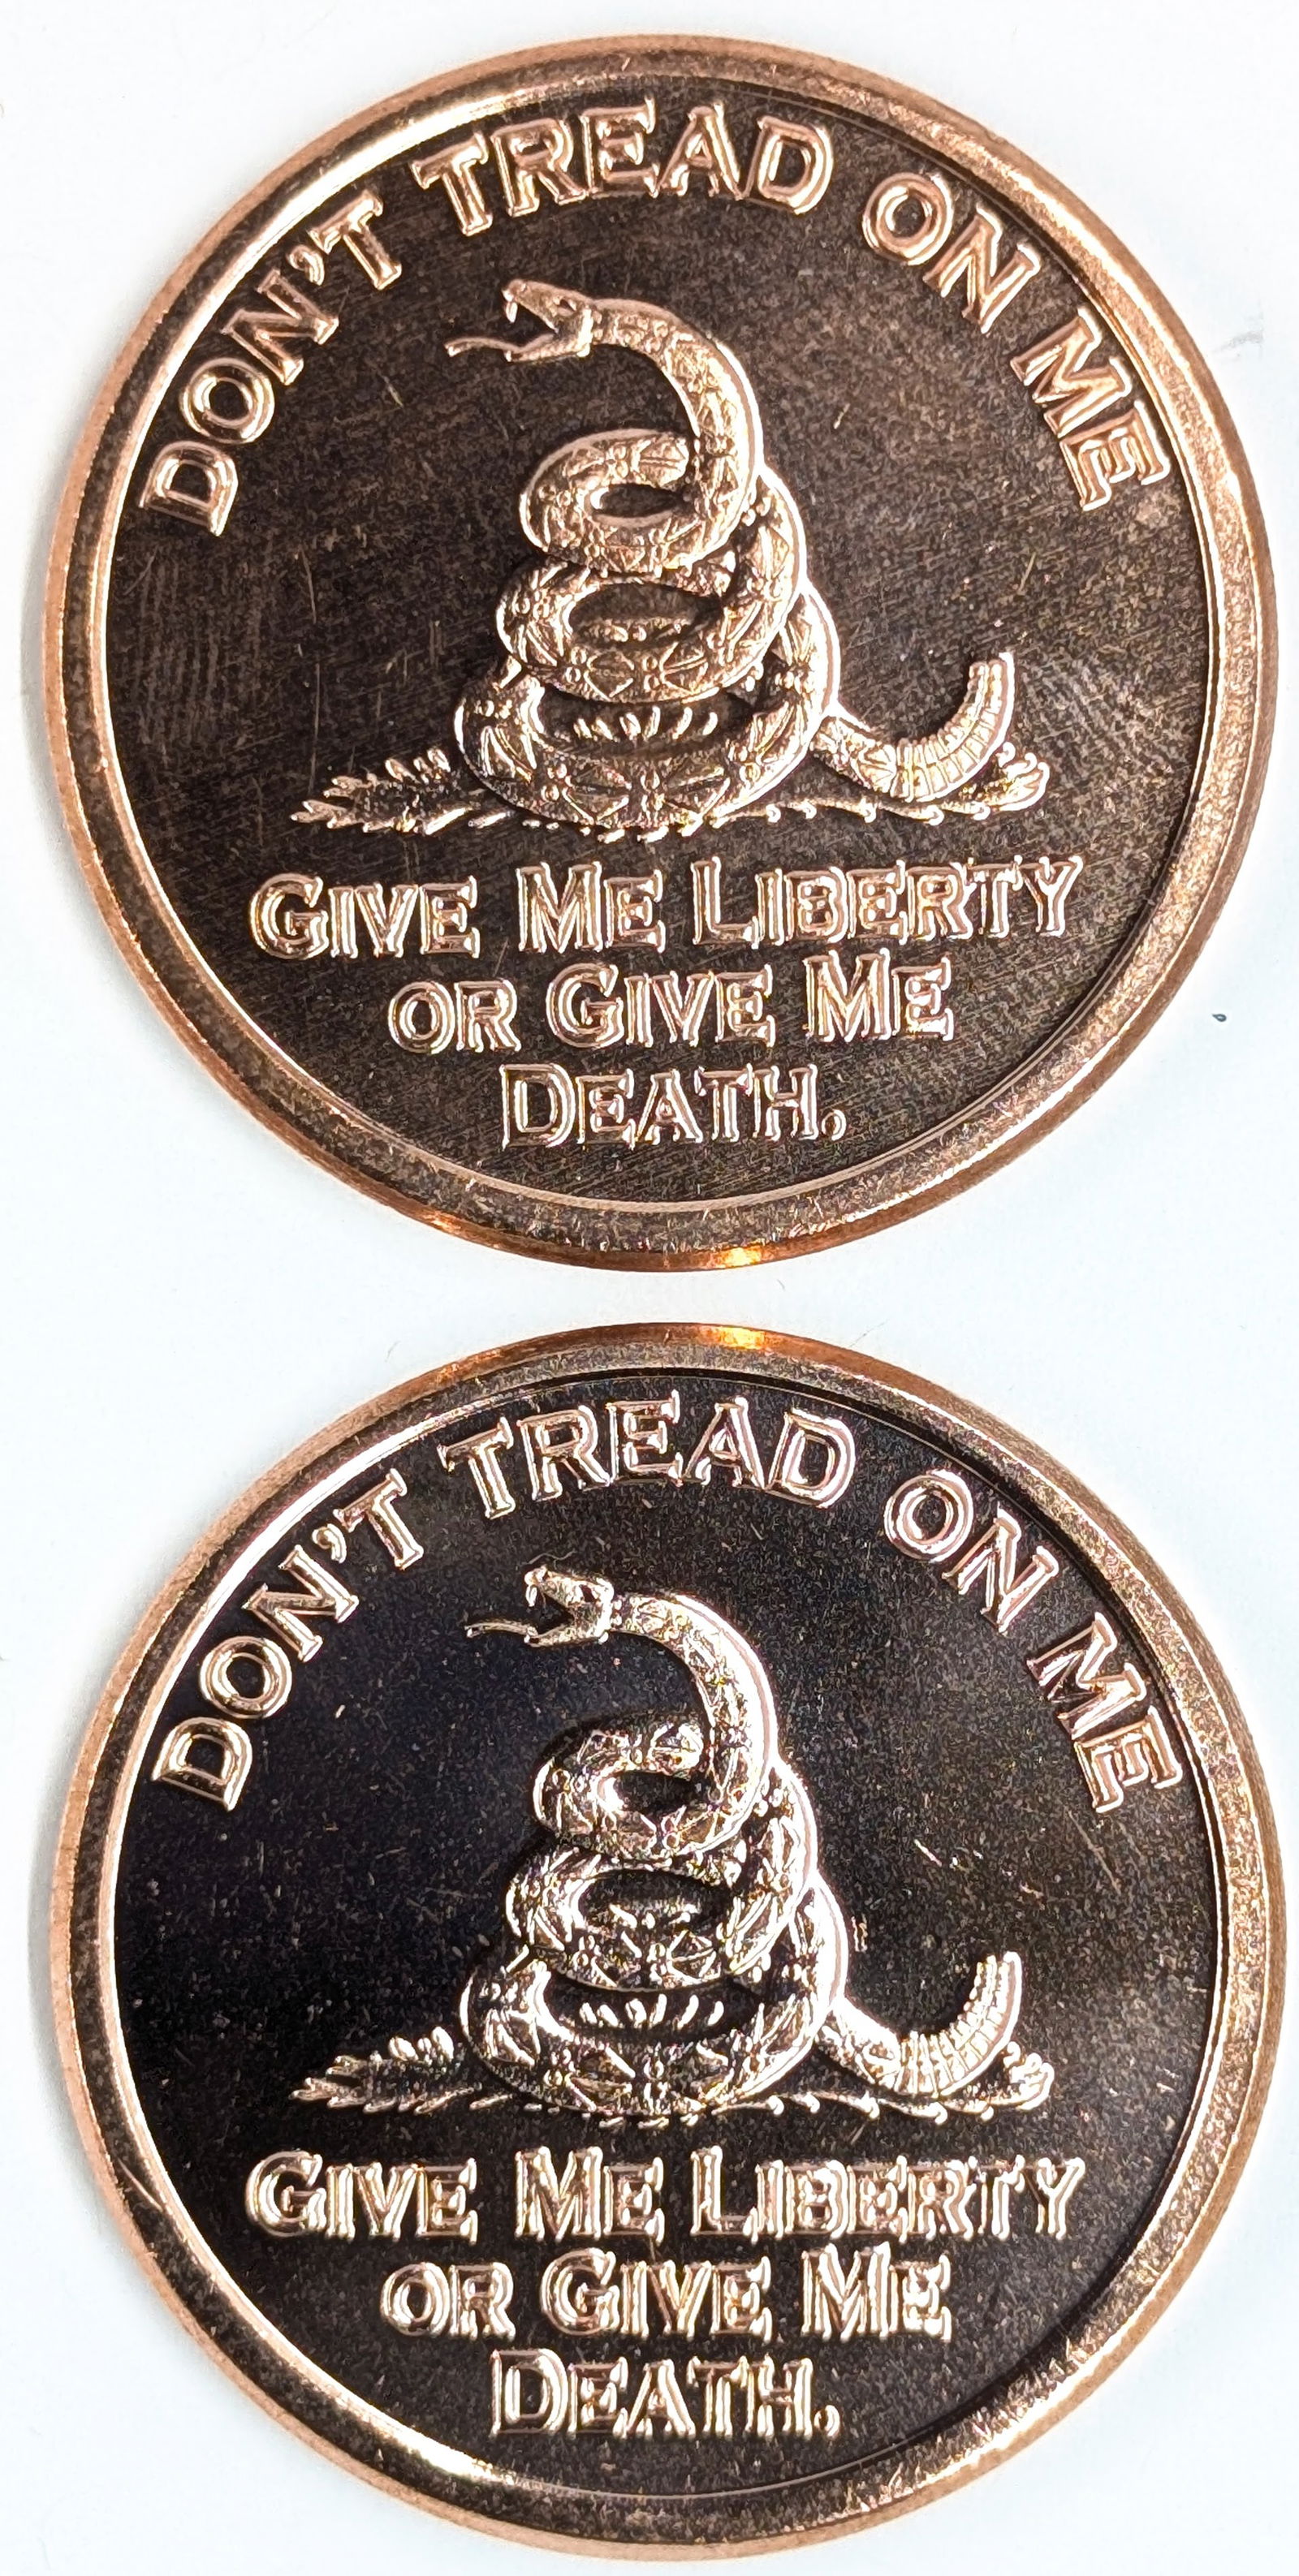 DON'T TREAD ON ME
GIVE ME LIBERTY
OR GIVE ME
DEATH.
DON'T TREAD ON ME
GIVE ME LIBERTY
OR GIVE ME
DEATH.